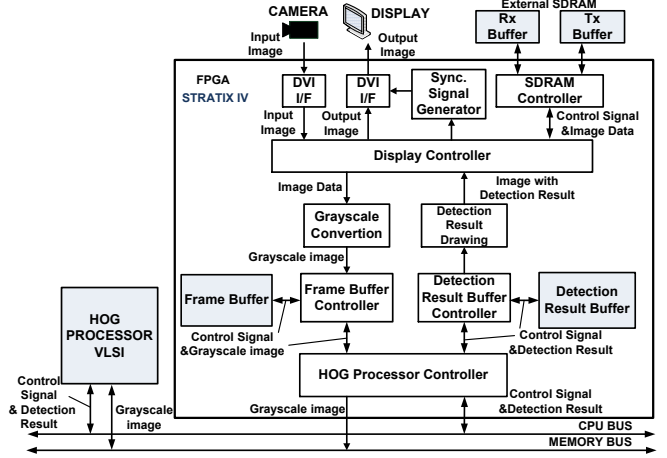 CAMERA
DISPLAY
External SDRAM
Rx
Buffer
Tx
Buffer
Input
Image
Output
Image
FPGA
STRATIX IV
DVI
I/F
DVI
I/F
Sync.
Signal
Generator
SDRAM
Controller
Input
Image
Output
Image
Control Signal
&Image Data
Display Controller
Image Data
Image with
Detection Result
Grayscale
Convertion
Detection
Result
Drawing
Grayscale image
Frame Buffer
Frame Buffer
Controller
Detection
Result Buffer
Controller
Detection
Result Buffer
HOG
PROCESSOR
VLSI
Control Signal
&Grayscale image
Control Signal
&Detection Result
HOG Processor Controller
Control
Signal
& Detection
Result
Grayscale
image
Grayscale image
Control Signal
&Detection Result
CPU BUS
MEMORY BUS